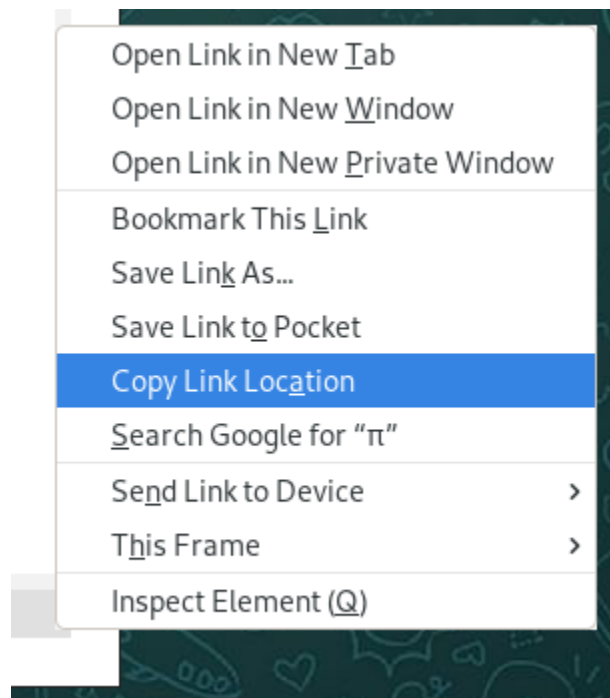 Open Link in New Tab
Open Link in New Window
Open Link in New Private Window
Bookmark This Link
Save Link As...
Save Link to Pocket
Copy Link Location
Search Google for “π”
Send Link to Device
This Frame
Inspect Element (Q)